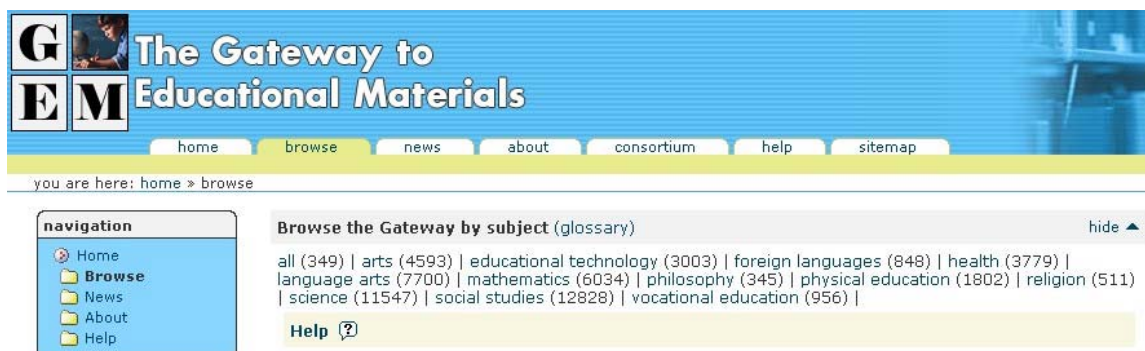 G
E M
The Gateway to
Educational Materials
home browse news about consortium help sitemap
you are here: home » browse
navigation
Home
Browse
News
About
Help
Browse the Gateway by subject (glossary) hide ▲
all (349) | arts (4593) | educational technology (3003) | foreign languages (848) | health (3779) |
language arts (7700) | mathematics (6034) | philosophy (345) | physical education (1802) | religion (511)
| science (11547) | social studies (12828) | vocational education (956) |
Help ?